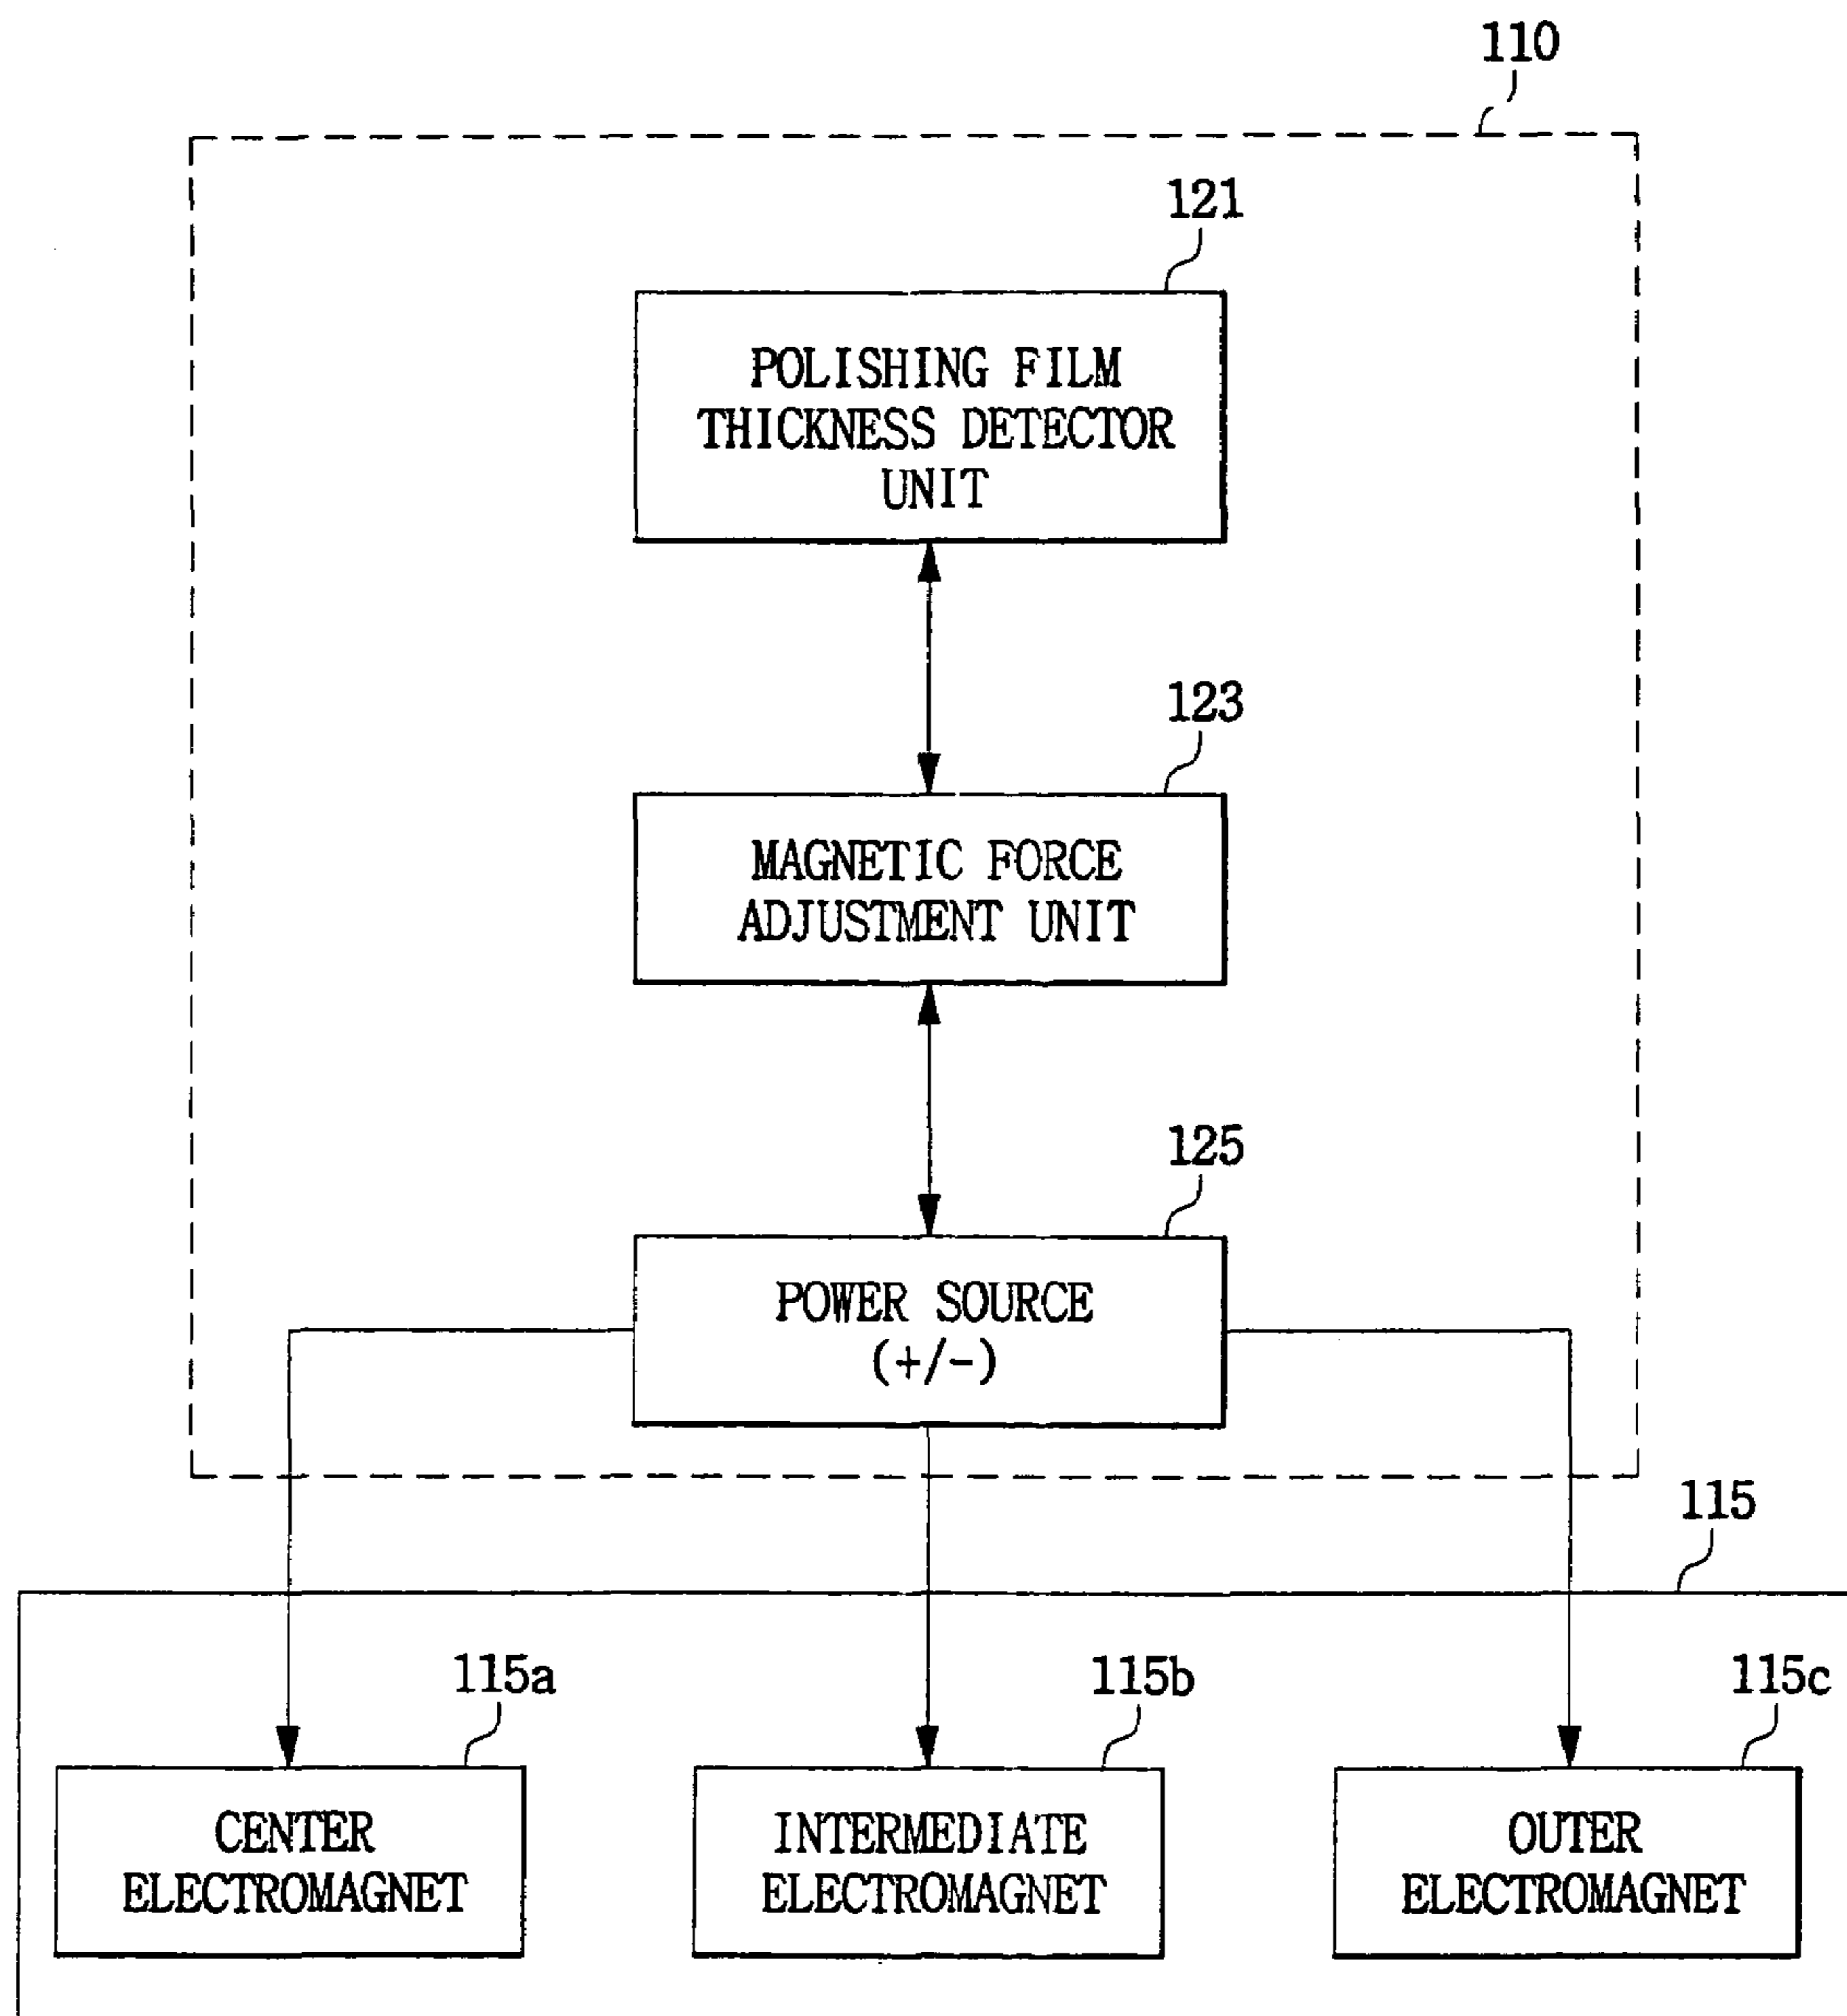 110
121
POLISHING FILM
THICKNESS DETECTOR
UNIT
123
MAGNETIC FORCE
ADJUSTMENT UNIT
125
POWER SOURCE
(+/-)
115
115a
115b
115c
CENTER
ELECTROMAGNET
INTERMEDIATE
ELECTROMAGNET
OUTER
ELECTROMAGNET